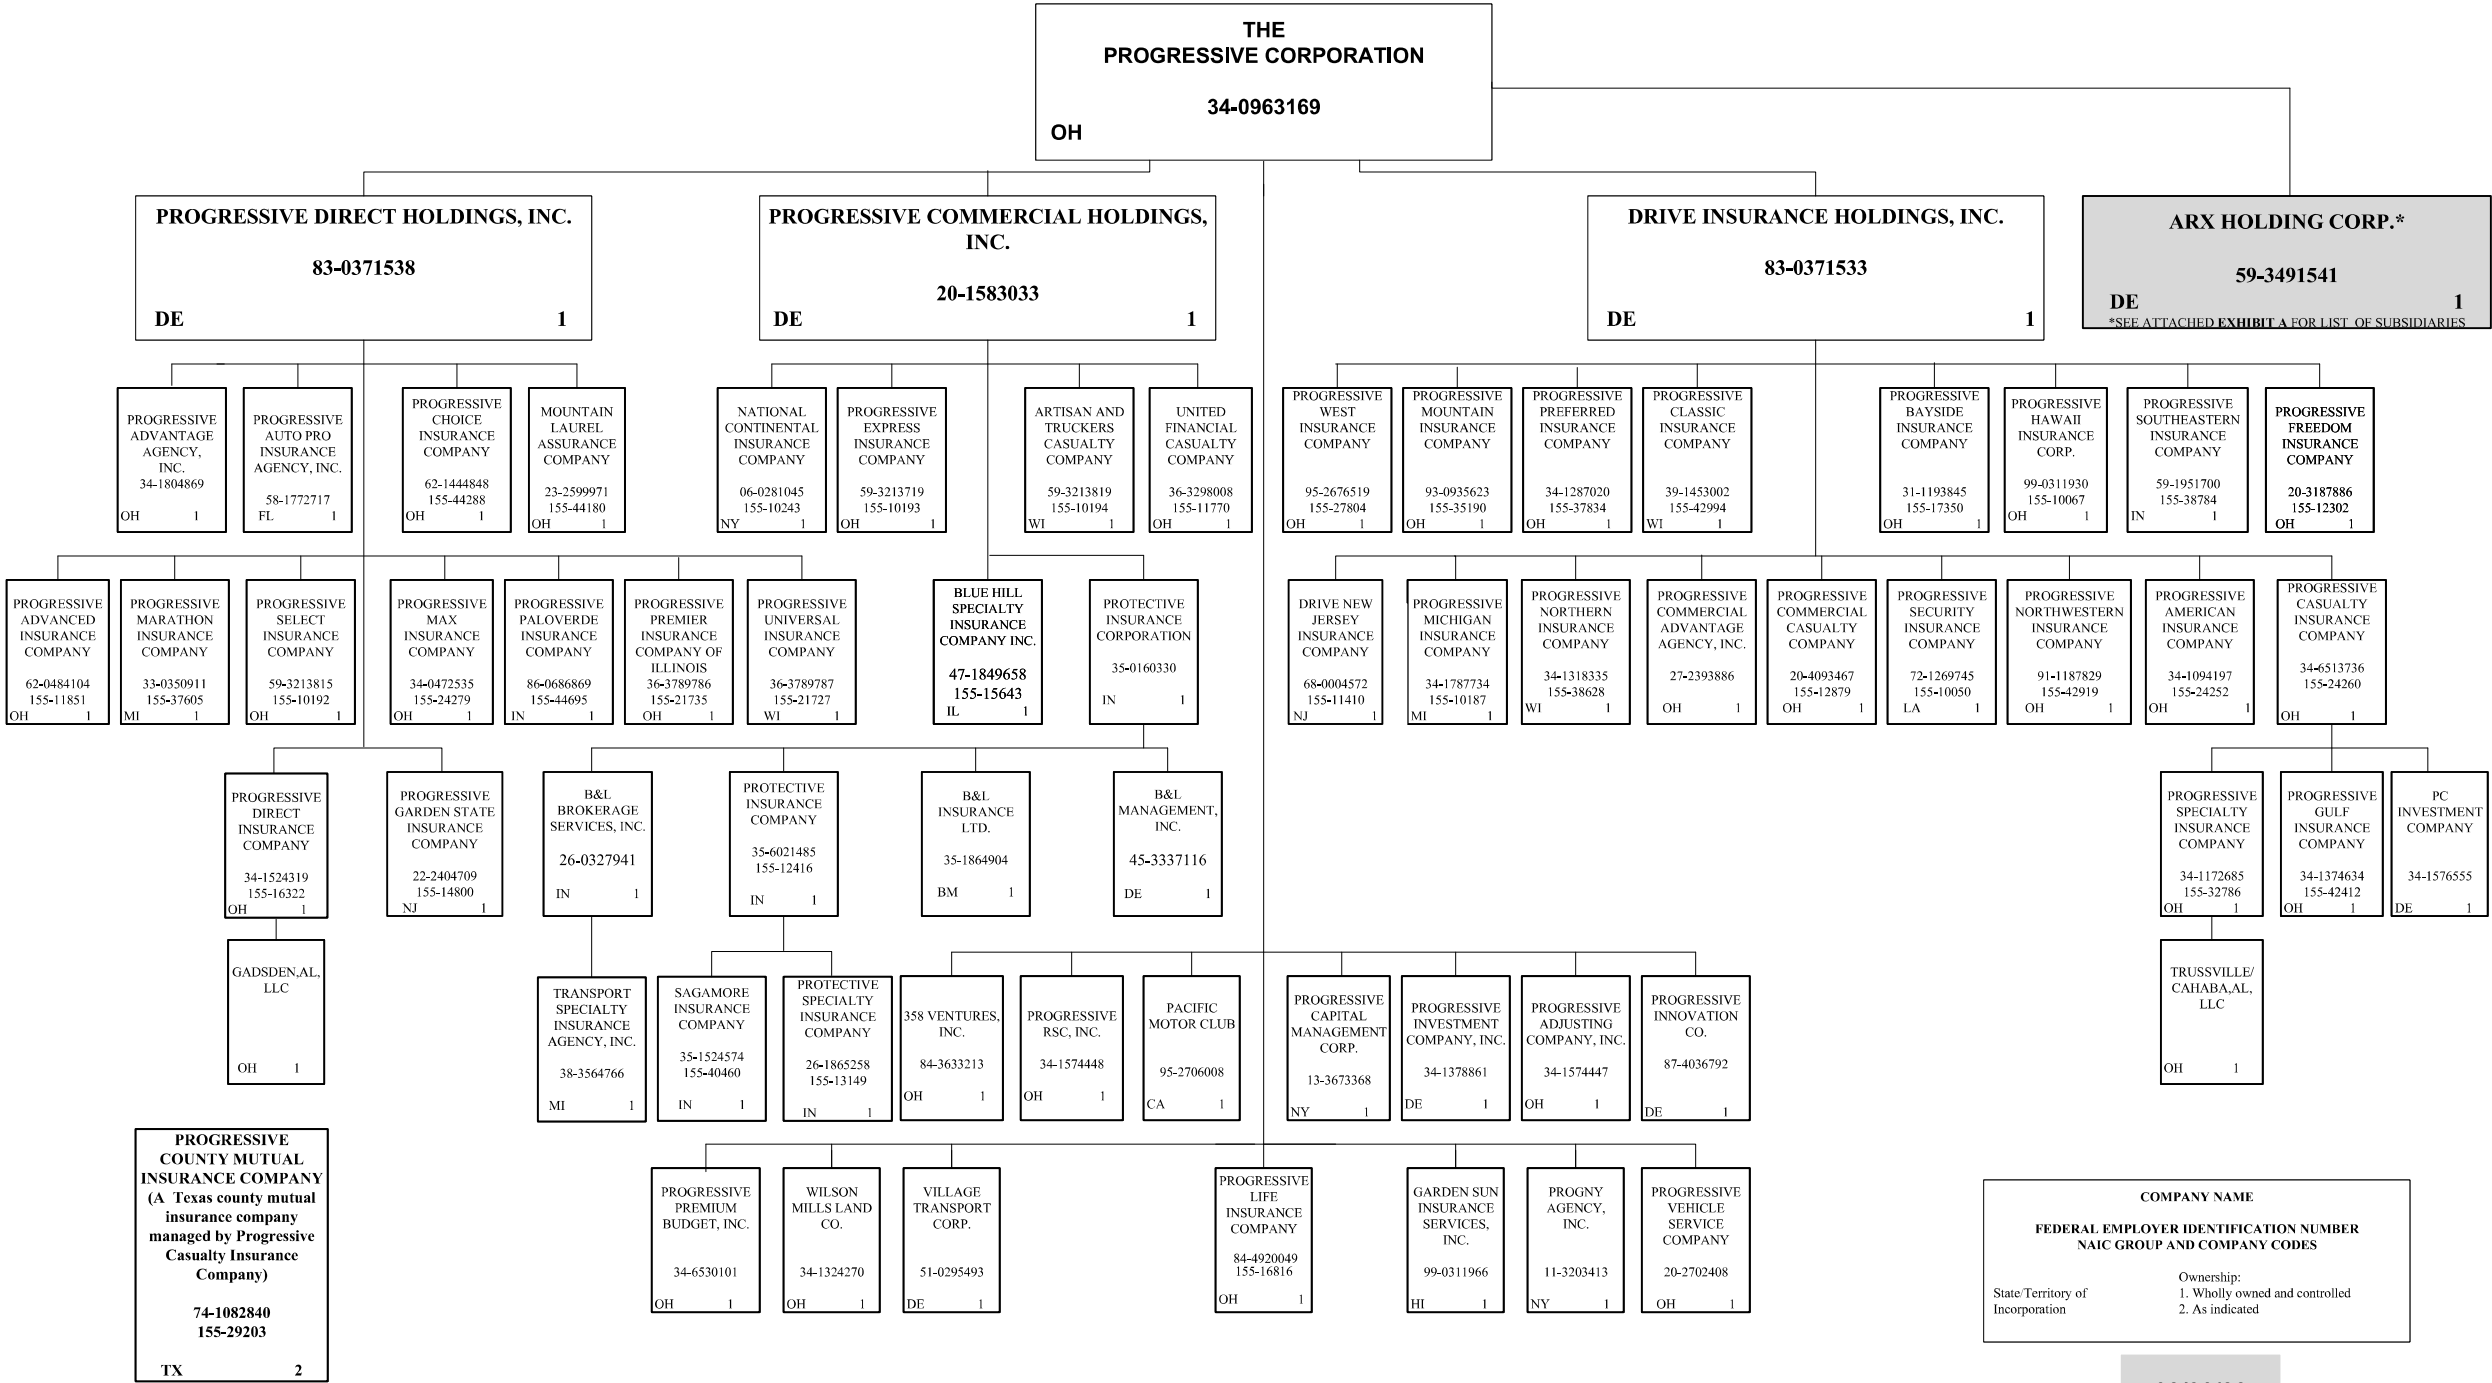 THE
PROGRESSIVE CORPORATION
34-0963169
OH
PROGRESSIVE DIRECT HOLDINGS, INC.
83-0371538
DE 1
PROGRESSIVE COMMERCIAL HOLDINGS,
INC.
20-1583033
DE 1
DRIVE INSURANCE HOLDINGS, INC.
83-0371533
DE 1
ARX HOLDING CORP.*
59-3491541
DE 1
*SEE ATTACHED EXHIBIT A FOR LIST OF SUBSIDIARIES
PROGRESSIVE
ADVANTAGE
AGENCY,
INC.
34-1804869
OH 1
PROGRESSIVE
AUTO PRO
INSURANCE
AGENCY, INC.
58-1772717
FL 1
PROGRESSIVE
CHOICE
INSURANCE
COMPANY
62-1444848
155-44288
OH 1
MOUNTAIN
LAUREL
ASSURANCE
COMPANY
23-2599971
155-44180
OH 1
NATIONAL
CONTINENTAL
INSURANCE
COMPANY
06-0281045
155-10243
NY 1
PROGRESSIVE
EXPRESS
INSURANCE
COMPANY
59-3213719
155-10193
OH 1
ARTISAN AND
TRUCKERS
CASUALTY
COMPANY
59-3213819
155-10194
WI 1
UNITED
FINANCIAL
CASUALTY
COMPANY
36-3298008
155-11770
OH 1
PROGRESSIVE
WEST
INSURANCE
COMPANY
95-2676519
155-27804
OH 1
PROGRESSIVE
MOUNTAIN
INSURANCE
COMPANY
93-0935623
155-35190
OH 1
PROGRESSIVE
PREFERRED
INSURANCE
COMPANY
34-1287020
155-37834
OH 1
PROGRESSIVE
CLASSIC
INSURANCE
COMPANY
39-1453002
155-42994
WI 1
PROGRESSIVE
BAYSIDE
INSURANCE
COMPANY
31-1193845
155-17350
OH 1
PROGRESSIVE
HAWAII
INSURANCE
CORP.
99-0311930
155-10067
OH 1
PROGRESSIVE
SOUTHEASTERN
INSURANCE
COMPANY
59-1951700
155-38784
IN 1
PROGRESSIVE
FREEDOM
INSURANCE
COMPANY
20-3187886
155-12302
OH 1
PROGRESSIVE
ADVANCED
INSURANCE
COMPANY
62-0484104
155-11851
OH 1
PROGRESSIVE
MARATHON
INSURANCE
COMPANY
33-0350911
155-37605
MI 1
PROGRESSIVE
SELECT
INSURANCE
COMPANY
59-3213815
155-10192
OH 1
PROGRESSIVE
MAX
INSURANCE
COMPANY
34-0472535
155-24279
OH 1
PROGRESSIVE
PALOVERDE
INSURANCE
COMPANY
86-0686869
155-44695
IN 1
PROGRESSIVE
PREMIER
INSURANCE
COMPANY OF
ILLINOIS
36-3789786
155-21735
OH 1
PROGRESSIVE
UNIVERSAL
INSURANCE
COMPANY
36-3789787
155-21727
WI 1
BLUE HILL
SPECIALTY
INSURANCE
COMPANY INC.
47-1849658
155-15643
IL 1
PROTECTIVE
INSURANCE
CORPORATION
35-0160330
IN 1
DRIVE NEW
JERSEY
INSURANCE
COMPANY
68-0004572
155-11410
NJ 1
PROGRESSIVE
MICHIGAN
INSURANCE
COMPANY
34-1787734
155-10187
MI 1
PROGRESSIVE
NORTHERN
INSURANCE
COMPANY
34-1318335
155-38628
WI 1
PROGRESSIVE
COMMERCIAL
ADVANTAGE
AGENCY, INC.
27-2393886
OH 1
PROGRESSIVE
COMMERCIAL
CASUALTY
COMPANY
20-4093467
155-12879
OH 1
PROGRESSIVE
SECURITY
INSURANCE
COMPANY
72-1269745
155-10050
LA 1
PROGRESSIVE
NORTHWESTERN
INSURANCE
COMPANY
91-1187829
155-42919
OH 1
PROGRESSIVE
AMERICAN
INSURANCE
COMPANY
34-1094197
155-24252
OH 1
PROGRESSIVE
CASUALTY
INSURANCE
COMPANY
34-6513736
155-24260
OH 1
PROGRESSIVE
DIRECT
INSURANCE
COMPANY
34-1524319
155-16322
OH 1
PROGRESSIVE
GARDEN STATE
INSURANCE
COMPANY
22-2404709
155-14800
NJ 1
B&L
BROKERAGE
SERVICES, INC.
26-0327941
IN 1
PROTECTIVE
INSURANCE
COMPANY
35-6021485
155-12416
IN 1
B&L
INSURANCE
LTD.
35-1864904
BM 1
B&L
MANAGEMENT,
INC.
45-3337116
DE 1
PROGRESSIVE
SPECIALTY
INSURANCE
COMPANY
34-1172685
155-32786
OH 1
PROGRESSIVE
GULF
INSURANCE
COMPANY
34-1374634
155-42412
OH 1
PC
INVESTMENT
COMPANY
34-1576555
DE 1
GADSDEN,AL,
LLC
OH 1
TRANSPORT
SPECIALTY
INSURANCE
AGENCY, INC.
38-3564766
MI 1
SAGAMORE
INSURANCE
COMPANY
35-1524574
155-40460
IN 1
PROTECTIVE
SPECIALTY
INSURANCE
COMPANY
26-1865258
155-13149
IN 1
358 VENTURES,
INC.
84-3633213
OH 1
PROGRESSIVE
RSC, INC.
34-1574448
OH 1
PACIFIC
MOTOR CLUB
95-2706008
CA 1
PROGRESSIVE
CAPITAL
MANAGEMENT
CORP.
13-3673368
NY 1
PROGRESSIVE
INVESTMENT
COMPANY, INC.
34-1378861
DE 1
PROGRESSIVE
ADJUSTING
COMPANY, INC.
34-1574447
OH 1
PROGRESSIVE
INNOVATION
CO.
87-4036792
DE 1
TRUSSVILLE/
CAHABA,AL,
LLC
OH 1
PROGRESSIVE
COUNTY MUTUAL
INSURANCE COMPANY
(A Texas county mutual
insurance company
managed by Progressive
Casualty Insurance
Company)
74-1082840
155-29203
TX 2
PROGRESSIVE
PREMIUM
BUDGET, INC.
34-6530101
OH 1
WILSON
MILLS LAND
CO.
34-1324270
OH 1
VILLAGE
TRANSPORT
CORP.
51-0295493
DE 1
PROGRESSIVE
LIFE
INSURANCE
COMPANY
84-4920049
155-16816
OH 1
GARDEN SUN
INSURANCE
SERVICES,
INC.
99-0311966
HI 1
PROGNY
AGENCY,
INC.
11-3203413
NY 1
PROGRESSIVE
VEHICLE
SERVICE
COMPANY
20-2702408
OH 1
COMPANY NAME
FEDERAL EMPLOYER IDENTIFICATION NUMBER
NAIC GROUP AND COMPANY CODES
Ownership:
State/Territory of 1. Wholly owned and controlled
Incorporation 2. As indicated